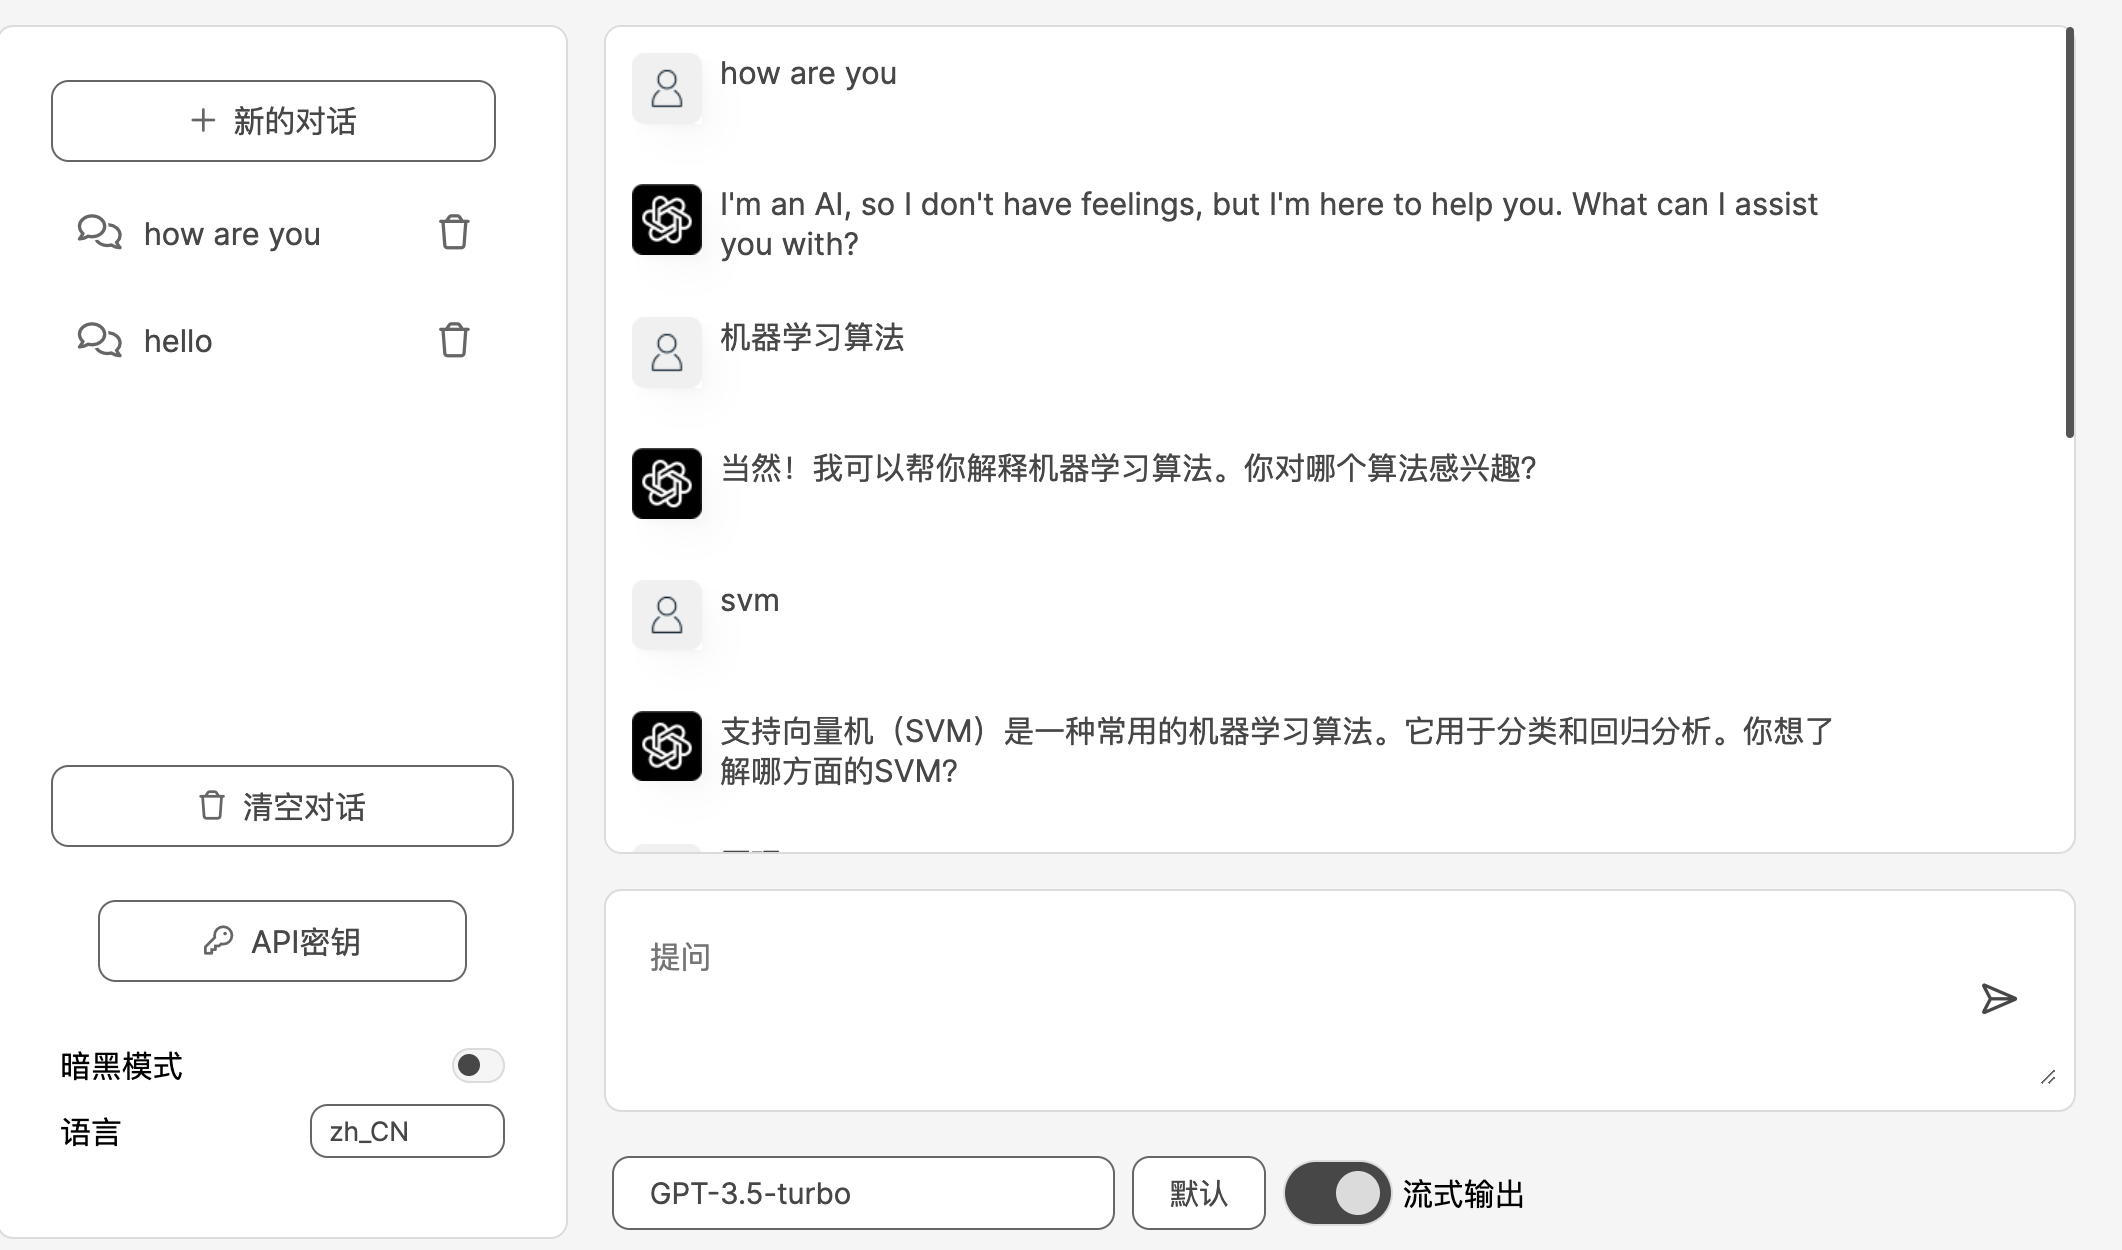 新的对话
how are you
hello
清空对话
API密钥
暗黑模式
语言
zh_CN
how are you
I'm an AI, so I don't have feelings, but I'm here to help you. What can I assist
you with?
机器学习算法
当然！我可以帮你解释机器学习算法。你对哪个算法感兴趣?
svm
支持向量机（SVM）是一种常用的机器学习算法。它用于分类和回归分析。你想了
解哪方面的SVM?
提问
GPT-3.5-turbo
默认
流式输出